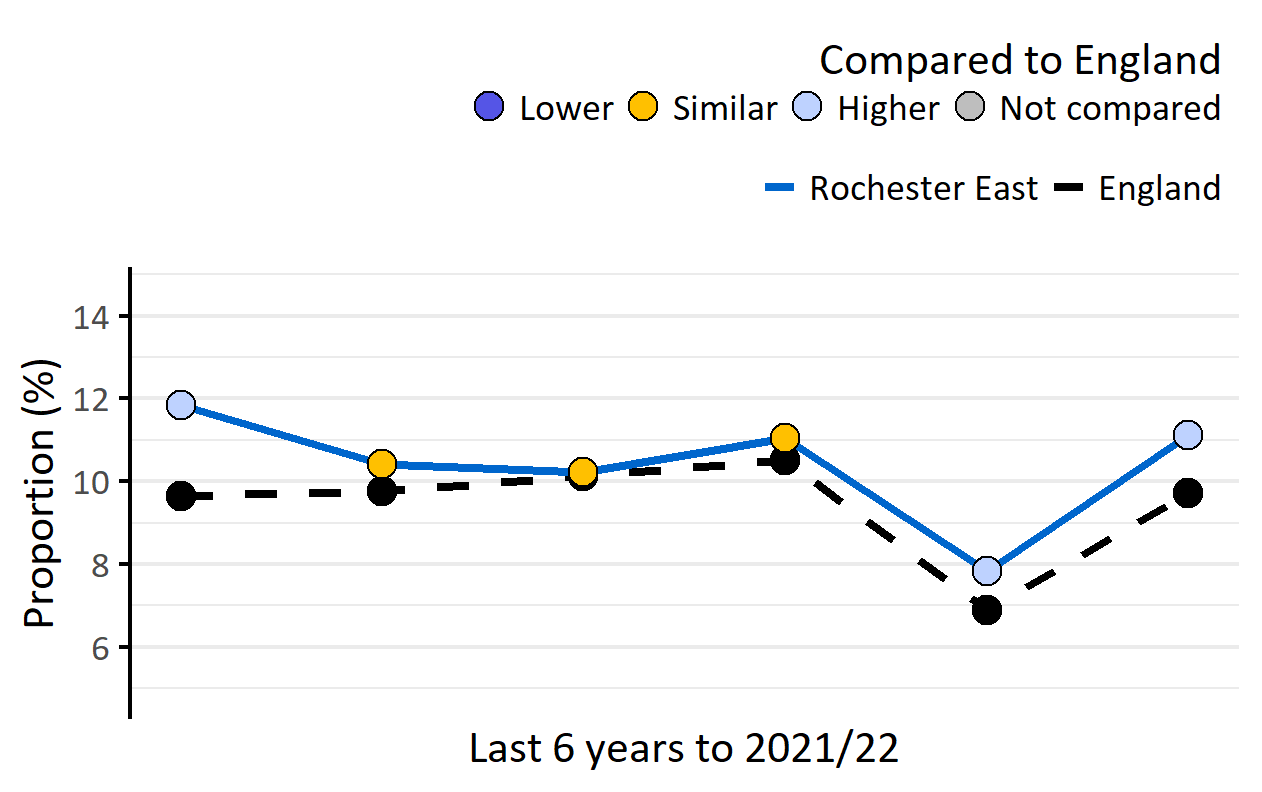 Compared to England
Lower Similar Higher Not compared
Rochester East England
Proportion (%)
14
12
10
8
6
Last 6 years to 2021/22